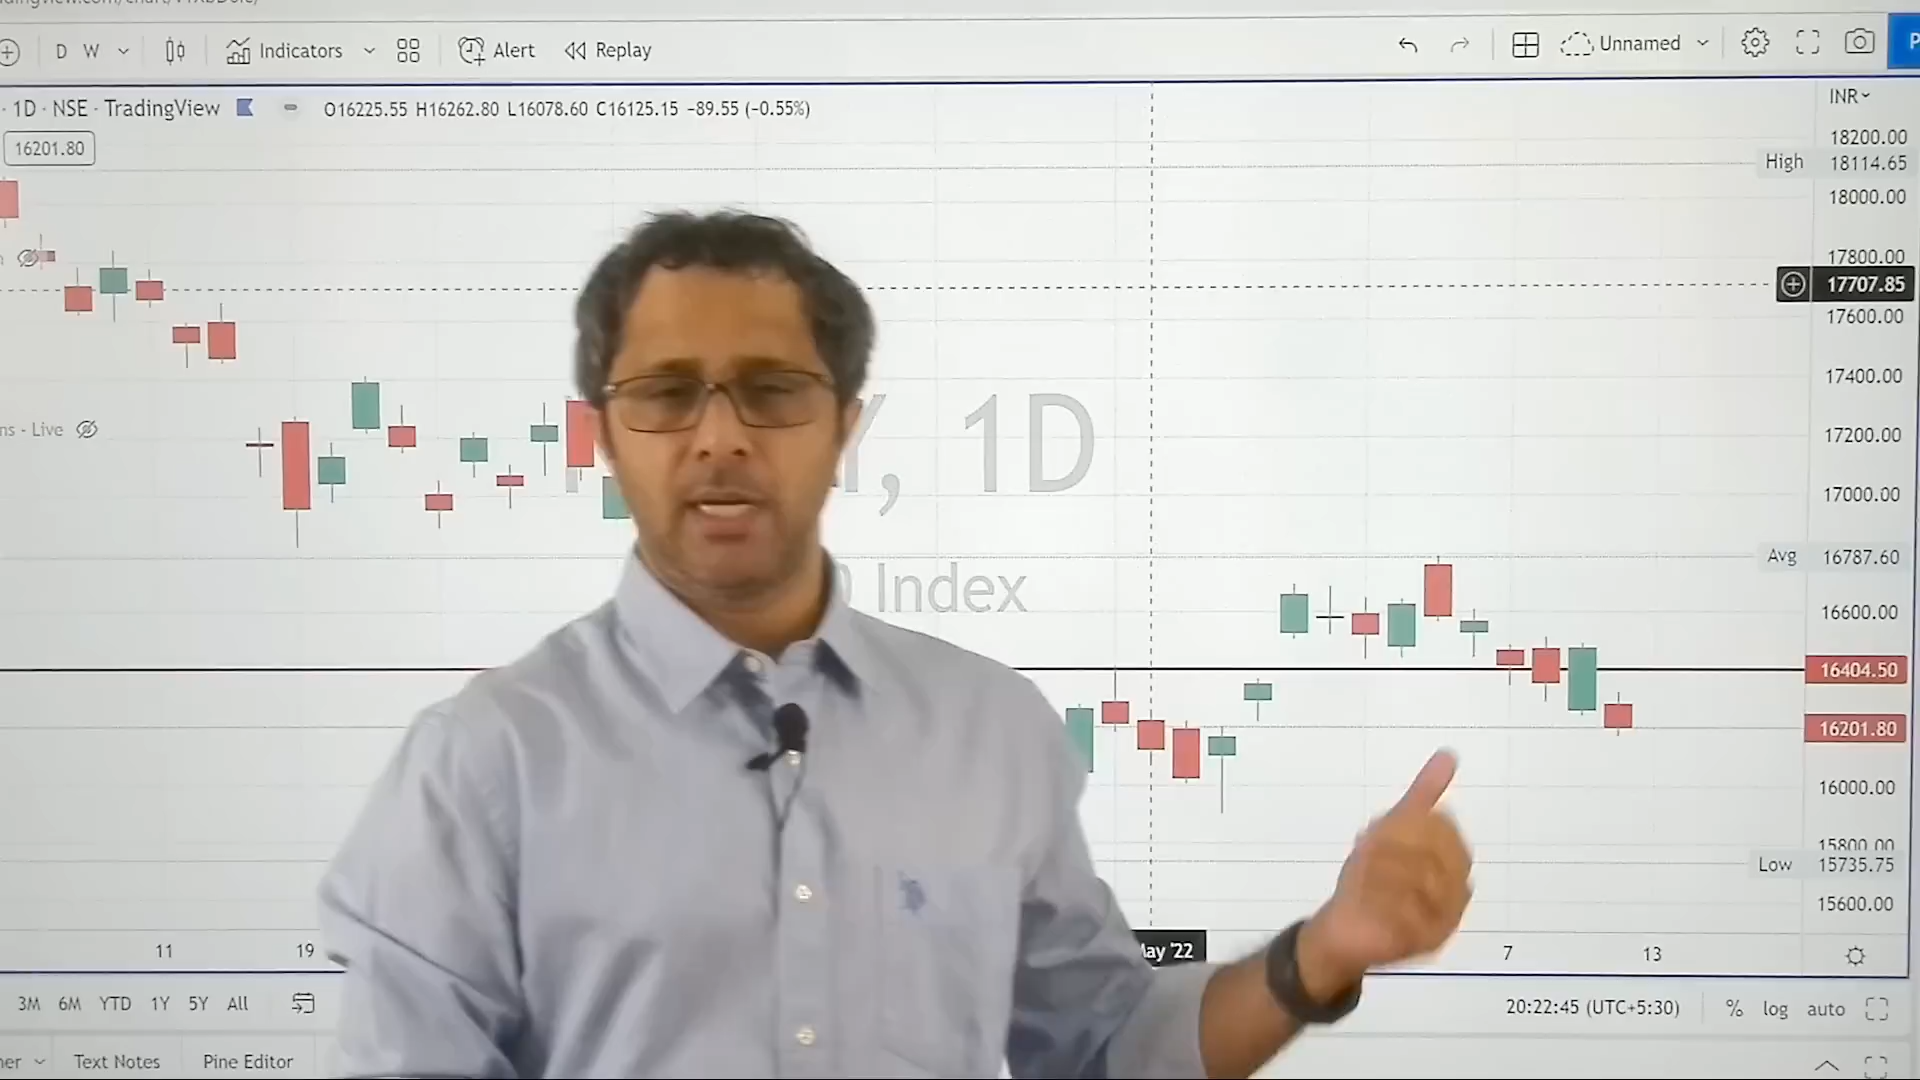 D W Indicators Alert Replay Unnamed
· 1D · NSE · TradingView O16225.55 H16262.80 L16078.60 C16125.15 −89.55 (−0.55%) INR
16201.80
18200.00
High 18114.65
18000.00
17800.00
17707.85
17600.00
17400.00
- Live
Y, 1D
17200.00
17000.00
Avg 16787.60
Index
16600.00
16404.50
16201.80
16000.00
15800.00
Low 15735.75
15600.00
11 19 May '22 7 13
3M 6M YTD 1Y 5Y All 20:22:45 (UTC+5:30) % log auto
Text Notes Pine Editor